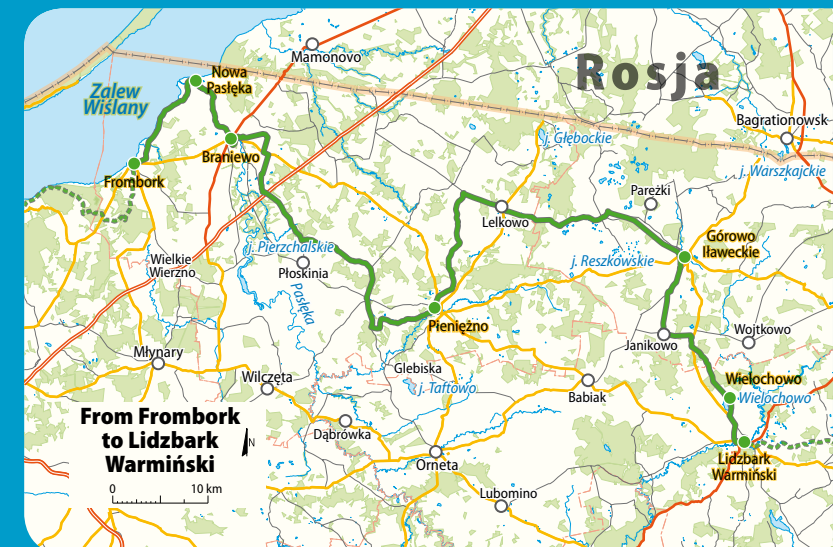 Mamonovo
Rosja
Nowa
Pasłęka
Zalew
Wiślany
Bagrationowsk
Braniewo
j. Głębockie
Frombork
j. Warszkajckie
Pareżki
Lelkowo
j. Pierzchalskie
Górowo
Iławeckie
Wielkie
Wierzno
Płoskinia
j. Reszkowskie
Pasłęka
Pieniężno
Wojtkowo
Janikowo
Młynary
Glebiska
Wilczęta
j. Taftowo
Babiak
Wielochowo
Wielochowo
From Frombork
to Lidzbark
Warmiński
N
0 10 km
Dąbrówka
Orneta
Lidzbark
Warmiński
Lubomino